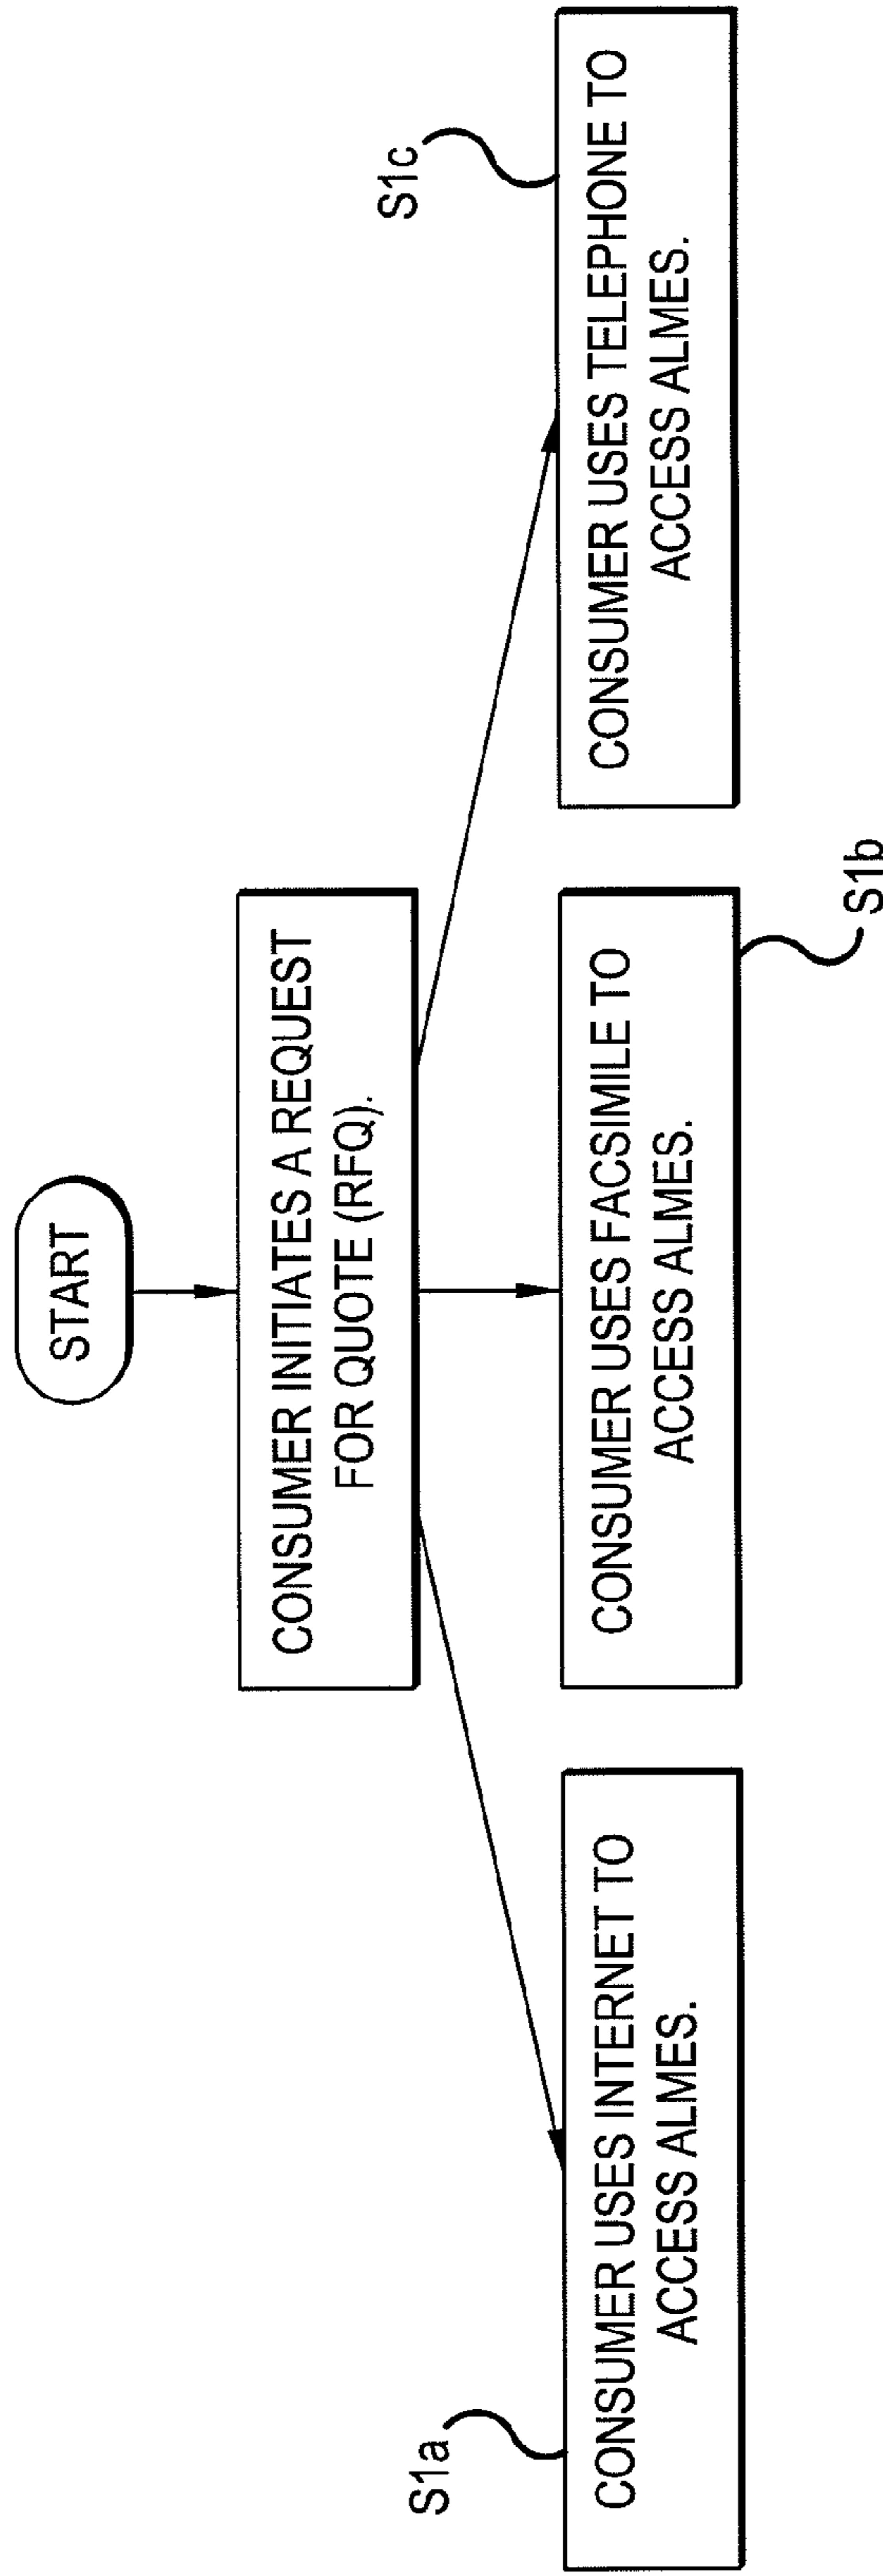 START
CONSUMER INITIATES A REQUEST
FOR QUOTE (RFQ).
S1a
CONSUMER USES INTERNET TO
ACCESS ALMES.
CONSUMER USES FACSIMILE TO
ACCESS ALMES.
S1b
S1c
CONSUMER USES TELEPHONE TO
ACCESS ALMES.